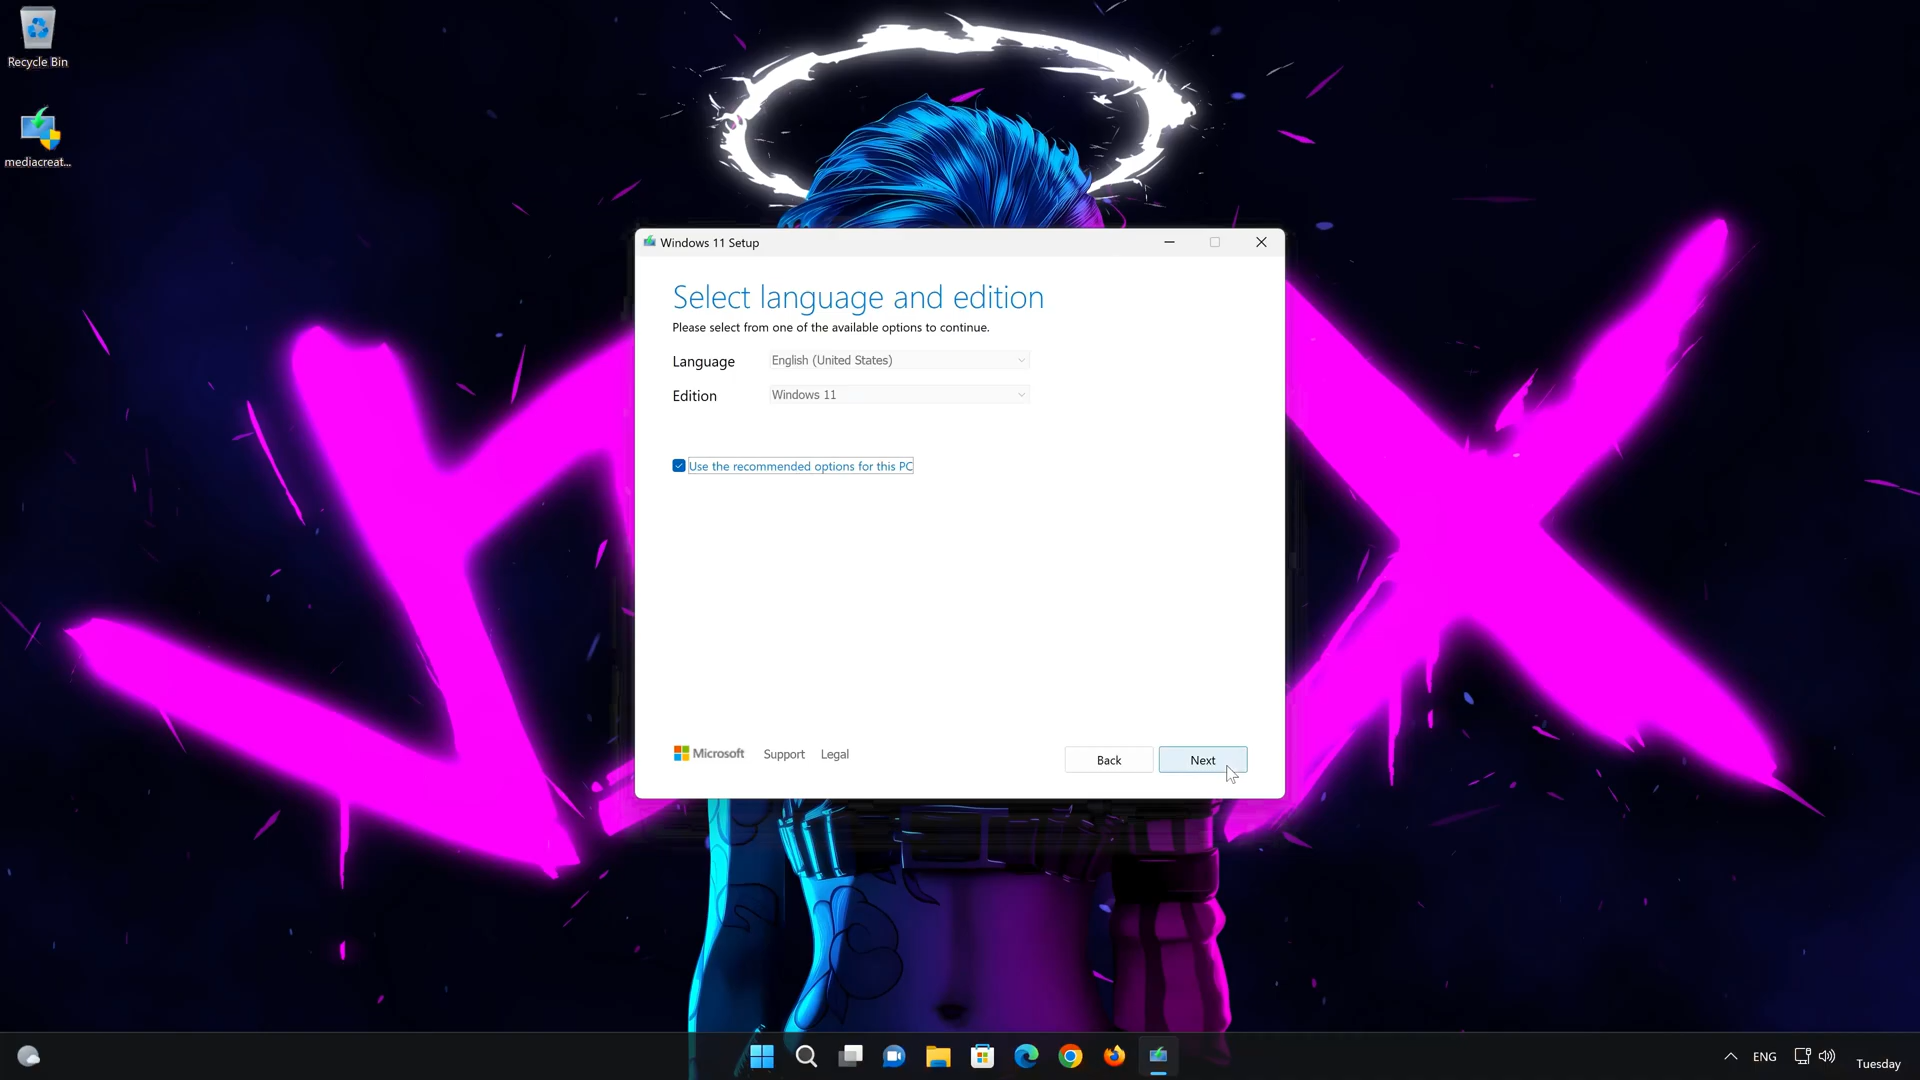 Recycle Bin
mediacreat...
Windows 11 Setup
Select language and edition
Please select from one of the available options to continue.
Language English (United States)
Edition Windows 11
Use the recommended options for this PC
Microsoft Support Legal
Back Next
ENG
Tuesday